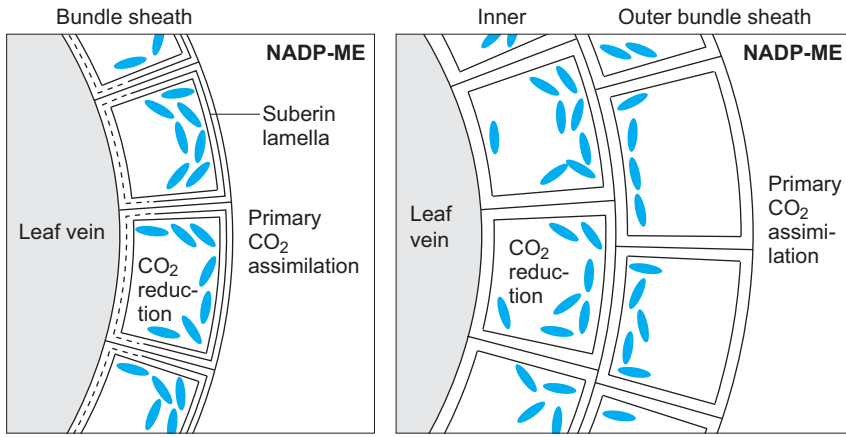 Bundle sheath
NADP-ME
Suberin
lamella
Leaf vein
Primary
CO2
assimilation
CO2
reduc-
tion
Inner
Outer bundle sheath
NADP-ME
Leaf
vein
CO2
reduc-
tion
Primary
CO2
assimi-
lation